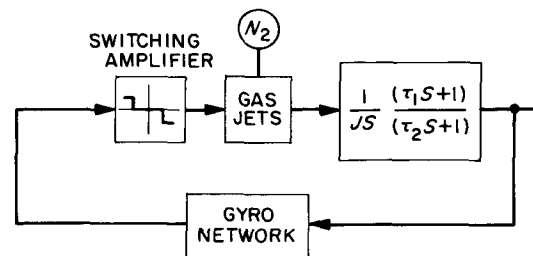 N2
SWITCHING
AMPLIFIER
GAS
JETS
1 (τ1S+1)
JS (τ2S+1)
GYRO
NETWORK